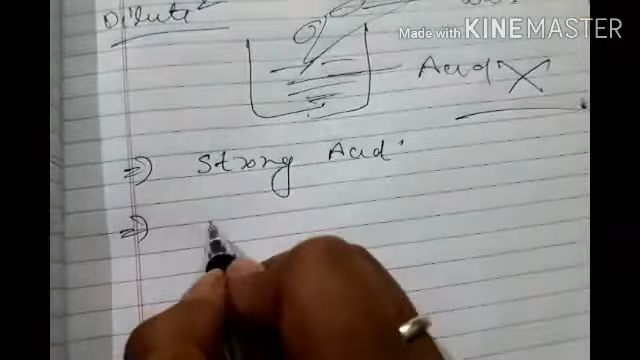 Dilute
Made with KINEMASTER
Acid X
⇒) Strong Acid
⇒)